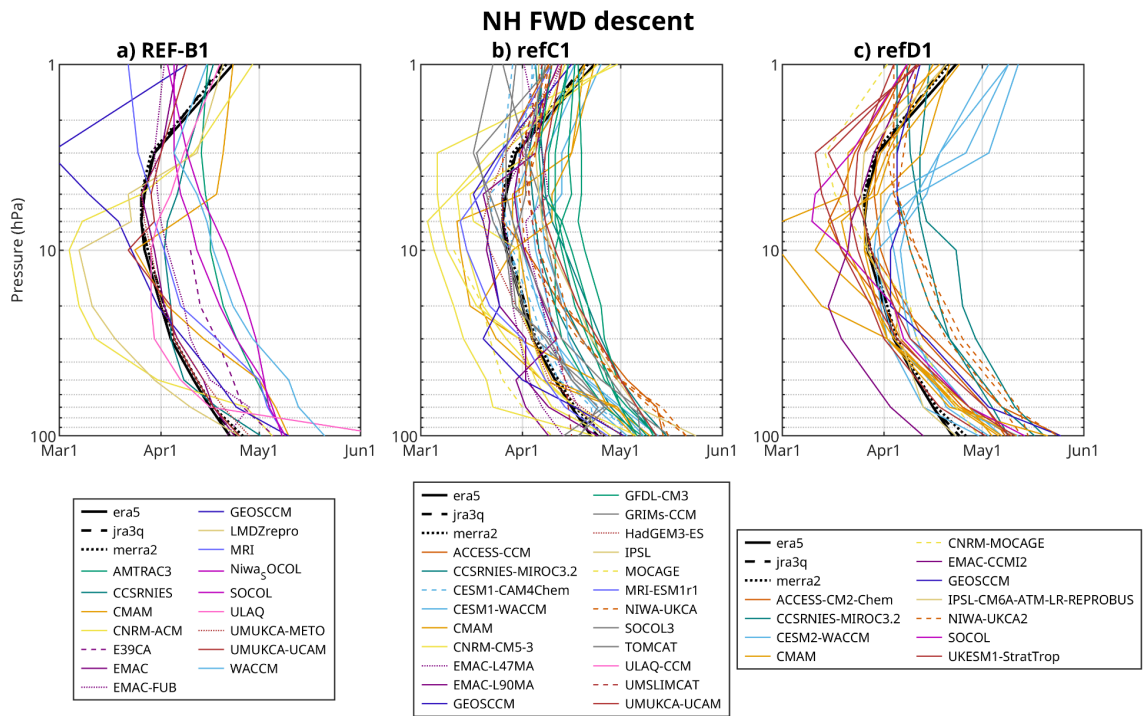 NH FWD descent
a) REF-B1
b) refC1
c) refD1
Pressure (hPa)
1
10
100
Mar1
Apr1
May1
Jun1
1
10
100
Mar1
Apr1
May1
Jun1
1
10
100
Mar1
Apr1
May1
Jun1
era5
jra3q
merra2
AMTRAC3
CCSRNIES
CMAM
CNRM-ACM
E39CA
EMAC
EMAC-FUB
GEOSCCM
LMDZrepro
MRI
NiwaSOCOL
SOCOL
ULAQ
UMUKCA-METO
UMUKCA-UCAM
WACCM
era5
jra3q
merra2
ACCESS-CCM
CCSRNIES-MIROC3.2
CESM1-CAM4Chem
CESM1-WACCM
CMAM
CNRM-CM5-3
EMAC-L47MA
EMAC-L90MA
GEOSCCM
GFDL-CM3
GRIMs-CCM
HadGEM3-ES
IPSL
MOCAGE
MRI-ESM1r1
NIWA-UKCA
SOCOL3
TOMCAT
ULAQ-CCM
UMSLIMCAT
UMUKCA-UCAM
era5
jra3q
merra2
ACCESS-CM2-Chem
CCSRNIES-MIROC3.2
CESM2-WACCM
CMAM
CNRM-MOCAGE
EMAC-CCMI2
GEOSCCM
IPSL-CM6A-ATM-LR-REPROBUS
NIWA-UKCA2
SOCOL
UKESM1-StratTrop